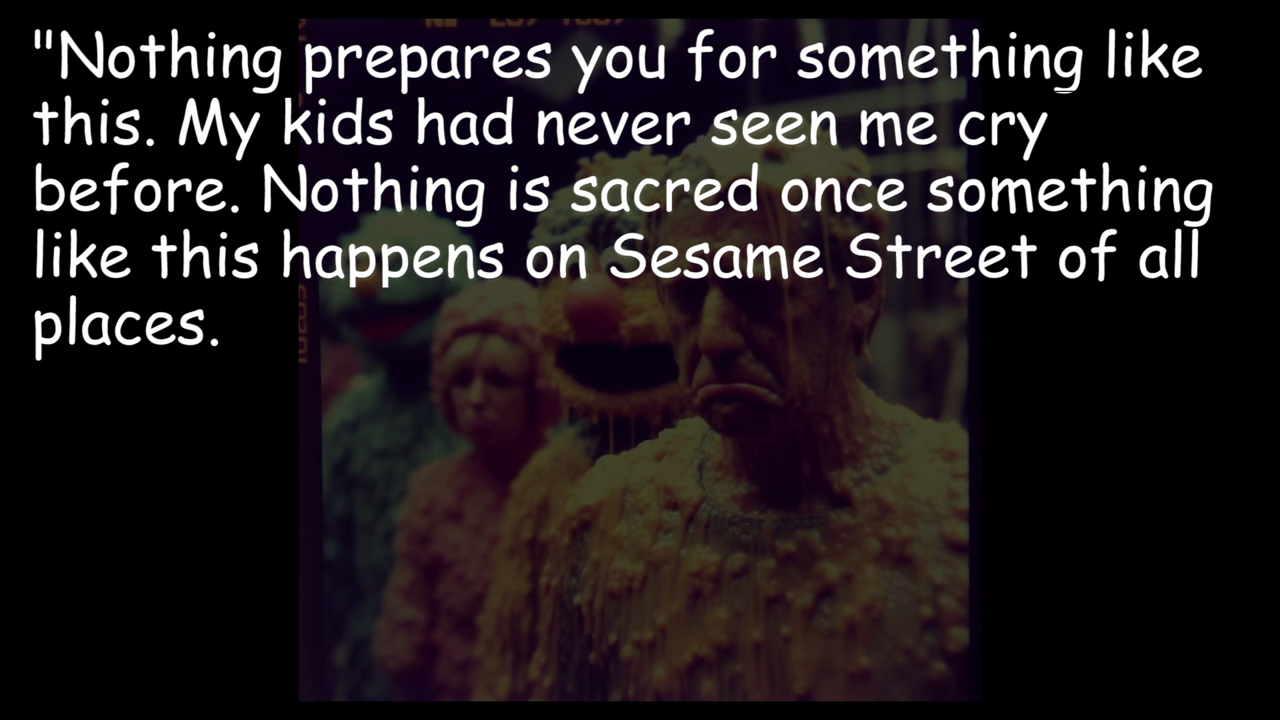 "Nothing prepares you for something like
this. My kids had never seen me cry
before. Nothing is sacred once something
like this happens on Sesame Street of all
places.